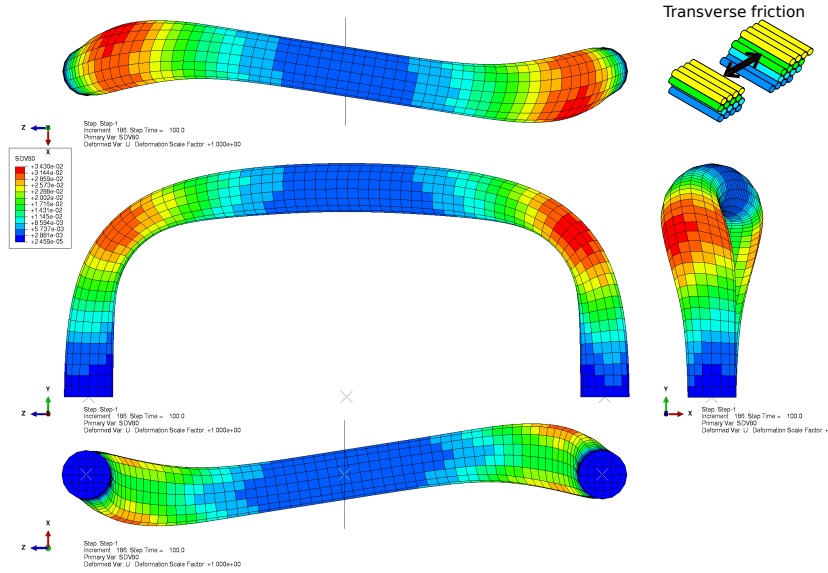 Transverse friction
Z
X
Step: Step-1
Increment 186: Step Time = 100.0
Primary Var: SDV80
Deformed Var: U Deformation Scale Factor: +1.000e+00
SDV80
+3.430e-02
+3.144e-02
+2.859e-02
+2.573e-02
+2.288e-02
+2.002e-02
+1.716e-02
+1.431e-02
+1.145e-02
+8.594e-03
+5.737e-03
+2.881e-03
+2.459e-05
Y
Z
Step: Step-1
Increment 186: Step Time = 100.0
Primary Var: SDV80
Deformed Var: U Deformation Scale Factor: +1.000e+00
Y
X
Step: Step-1
Increment 186: Step Time = 100.0
Primary Var: SDV80
Deformed Var: U Deformation Scale Factor: +
X
Z
Step: Step-1
Increment 186: Step Time = 100.0
Primary Var: SDV80
Deformed Var: U Deformation Scale Factor: +1.000e+00